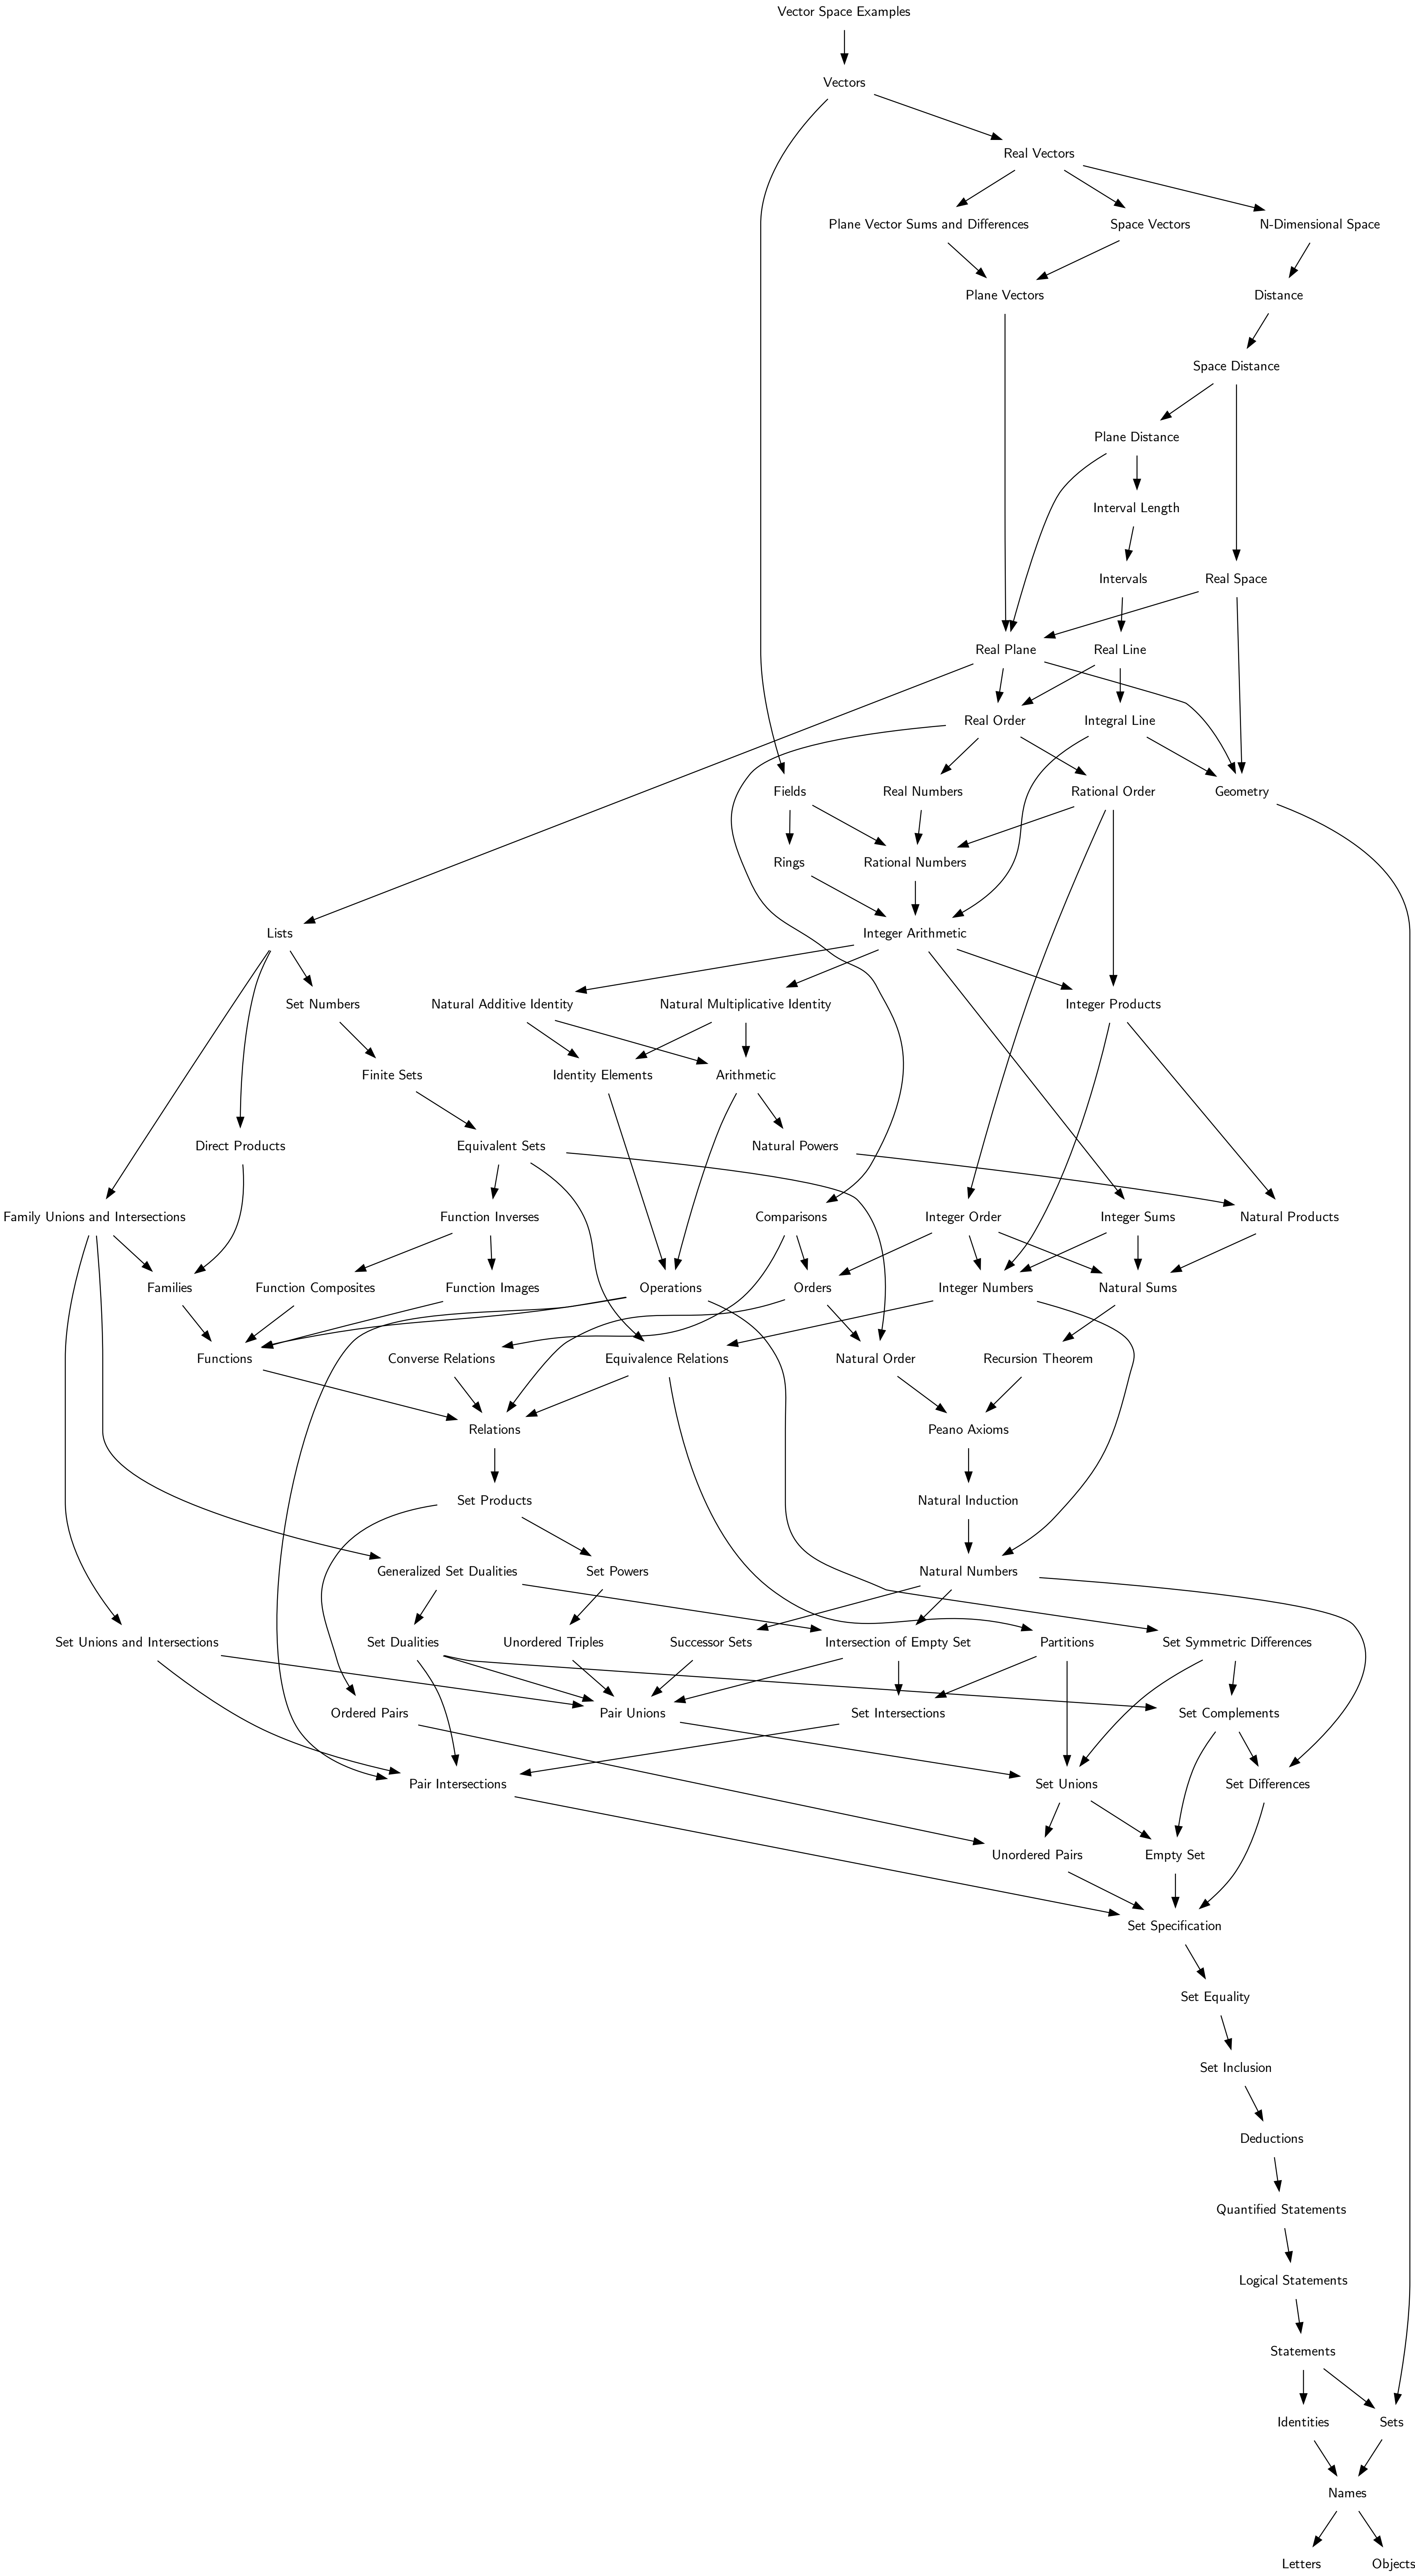 Vector Space Examples
Vectors
Real Vectors
Plane Vector Sums and Differences
Space Vectors
N-Dimensional Space
Plane Vectors
Distance
Space Distance
Plane Distance
Interval Length
Intervals
Real Space
Real Plane
Real Line
Real Order
Integral Line
Fields
Real Numbers
Rational Order
Geometry
Rings
Rational Numbers
Lists
Integer Arithmetic
Set Numbers
Natural Additive Identity
Natural Multiplicative Identity
Integer Products
Finite Sets
Identity Elements
Arithmetic
Direct Products
Equivalent Sets
Natural Powers
Family Unions and Intersections
Function Inverses
Comparisons
Integer Order
Integer Sums
Natural Products
Families
Function Composites
Function Images
Operations
Orders
Integer Numbers
Natural Sums
Functions
Converse Relations
Equivalence Relations
Natural Order
Recursion Theorem
Relations
Peano Axioms
Set Products
Natural Induction
Generalized Set Dualities
Set Powers
Natural Numbers
Set Unions and Intersections
Set Dualities
Unordered Triples
Successor Sets
Intersection of Empty Set
Partitions
Set Symmetric Differences
Ordered Pairs
Pair Unions
Set Intersections
Set Complements
Pair Intersections
Set Unions
Set Differences
Unordered Pairs
Empty Set
Set Specification
Set Equality
Set Inclusion
Deductions
Quantified Statements
Logical Statements
Statements
Identities
Sets
Names
Letters
Objects